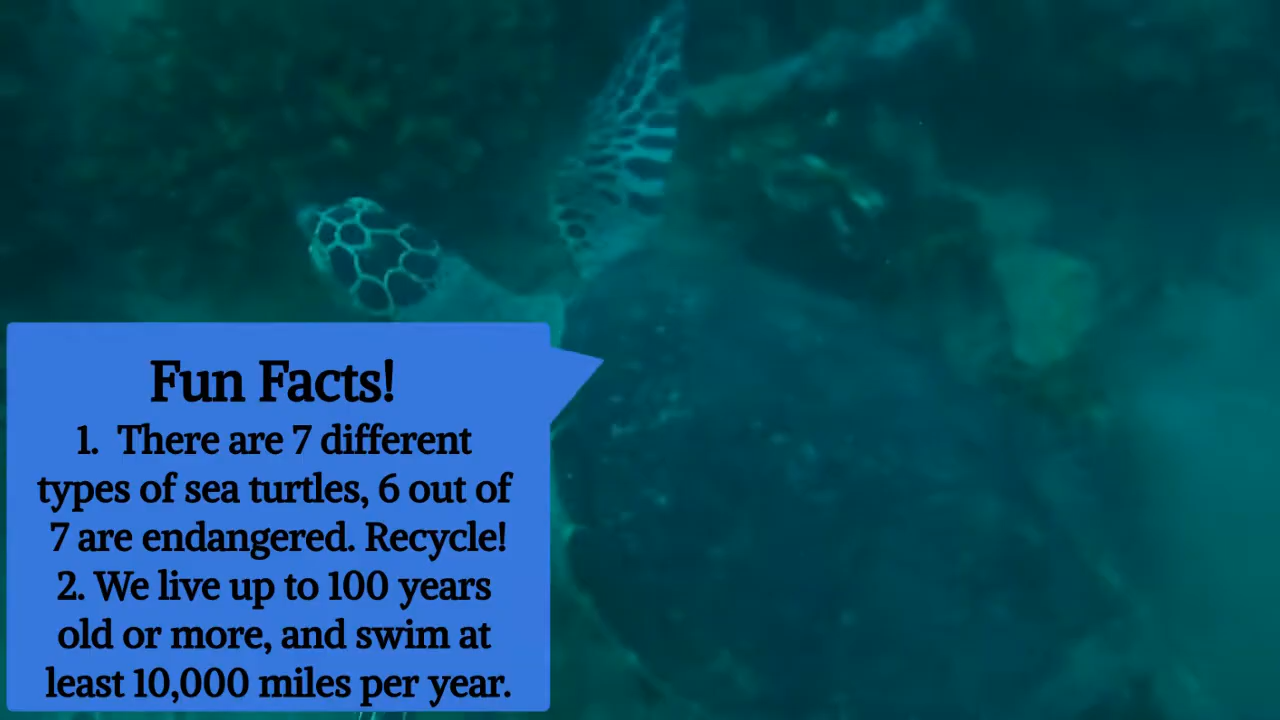 Fun Facts!
1. There are 7 different
types of sea turtles, 6 out of
7 are endangered. Recycle!
2. We live up to 100 years
old or more, and swim at
least 10,000 miles per year.